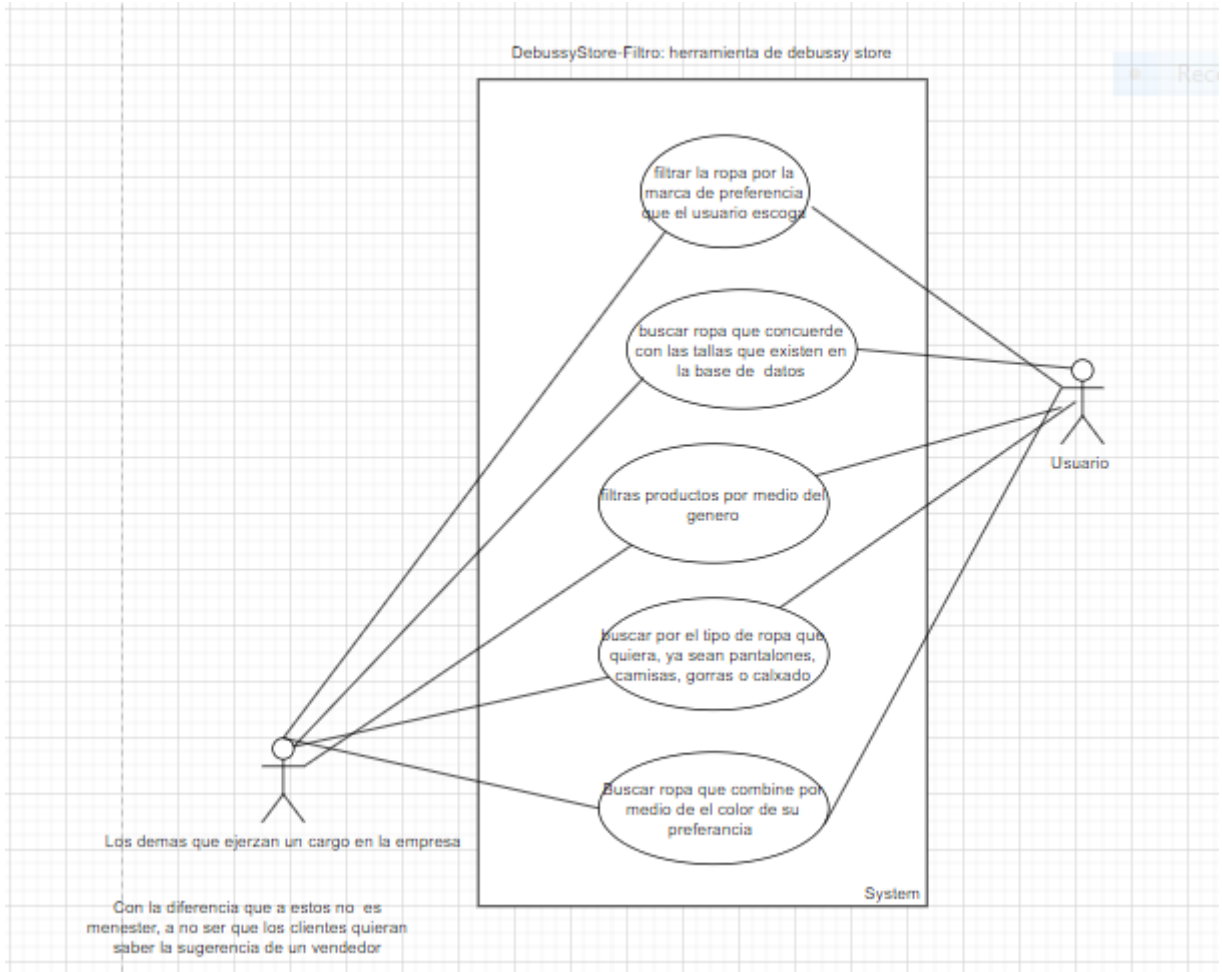 DebussyStore-Filtro: herramienta de debussy store
Reco
filtrar la ropa por la
marca de preferencia
que el usuario escoga
buscar ropa que concuerde
con las tallas que existen en
la base de datos
Usuario
filtras productos por medio del
genero
buscar por el tipo de ropa que
quiera, ya sean pantalones,
camisas, gorras o calxado
Buscar ropa que combine por
medio de el color de su
preferancia
Los demas que ejerzan un cargo en la empresa
System
Con la diferencia que a estos no es
menester, a no ser que los clientes quieran
saber la sugerencia de un vendedor